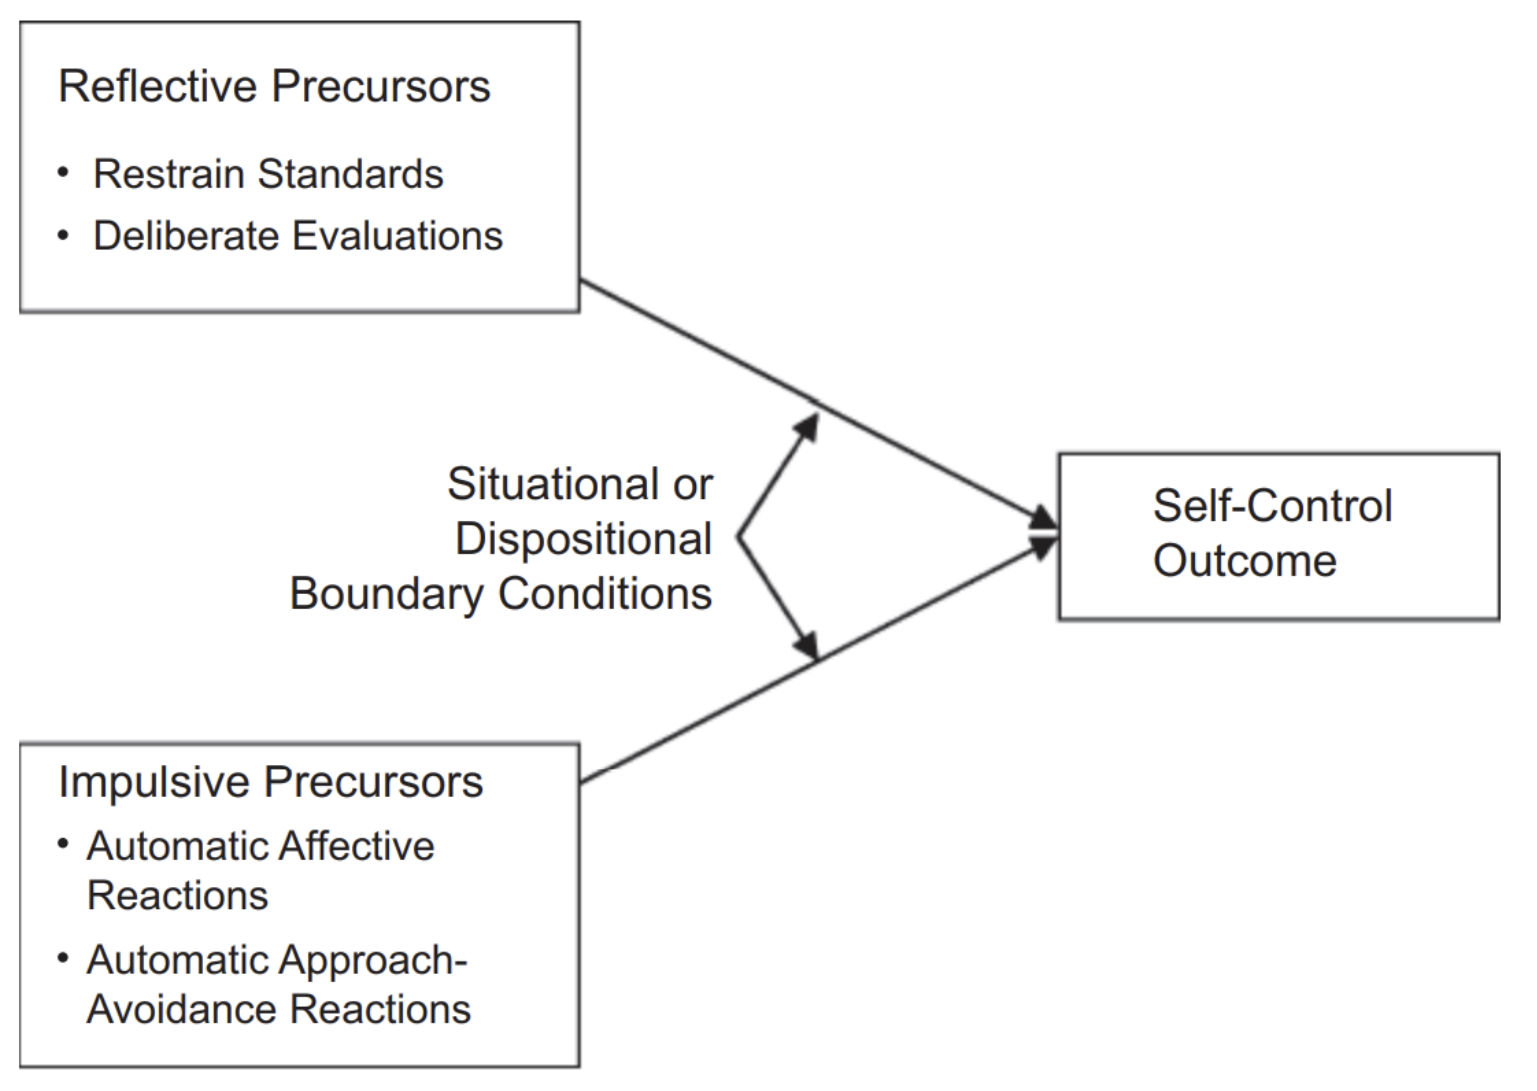 Reflective Precursors
• Restrain Standards
• Deliberate Evaluations
Situational or
Dispositional
Boundary Conditions
Self-Control
Outcome
Impulsive Precursors
• Automatic Affective
Reactions
• Automatic Approach-
Avoidance Reactions